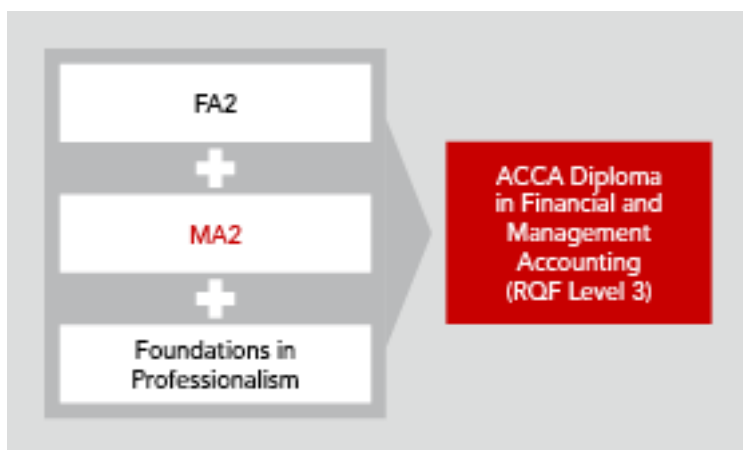 FA2
MA2
Foundations in
Professionalism
ACCA Diploma
in Financial and
Management
Accounting
(RQF Level 3)